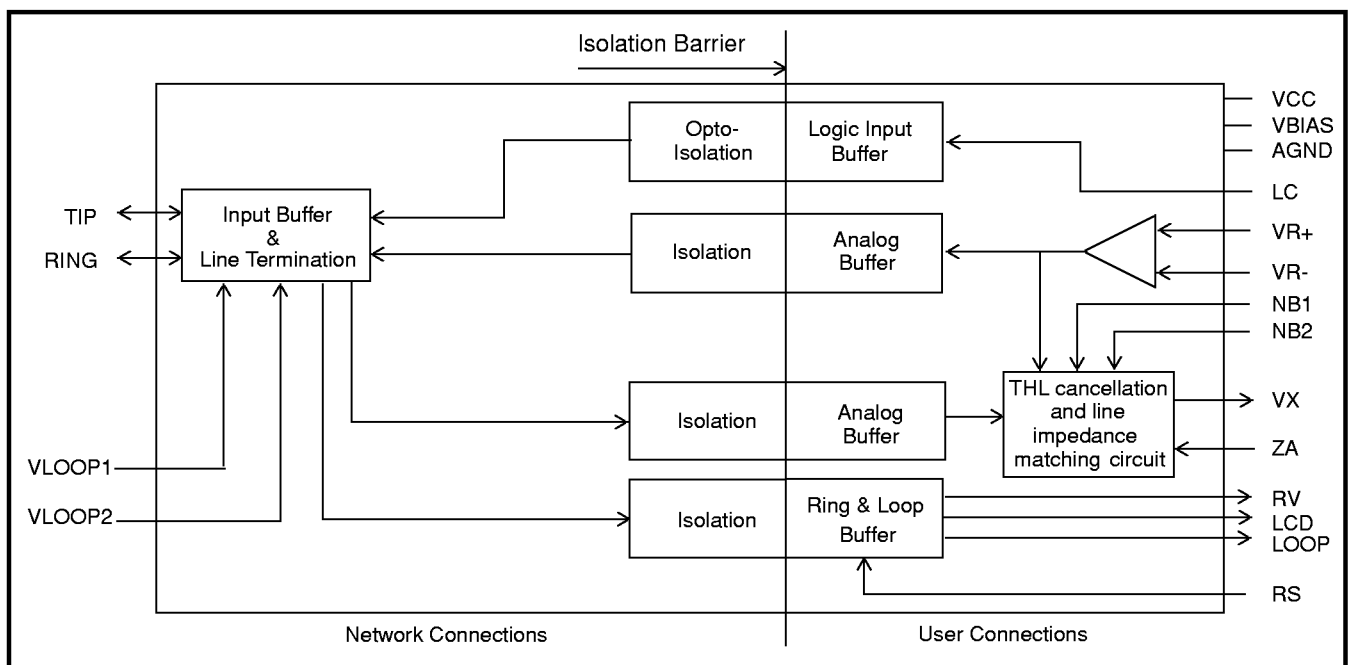 Isolation Barrier
VCC
VBIAS
AGND
LC
VR+
VR-
NB1
NB2
VX
ZA
RV
LCD
LOOP
RS
TIP
RING
VLOOP1
VLOOP2
Input Buffer
&
Line Termination
Opto-
Isolation
Logic Input
Buffer
Isolation
Analog
Buffer
Isolation
Analog
Buffer
THL cancellation
and line
impedance
matching circuit
Isolation
Ring & Loop
Buffer
Network Connections
User Connections